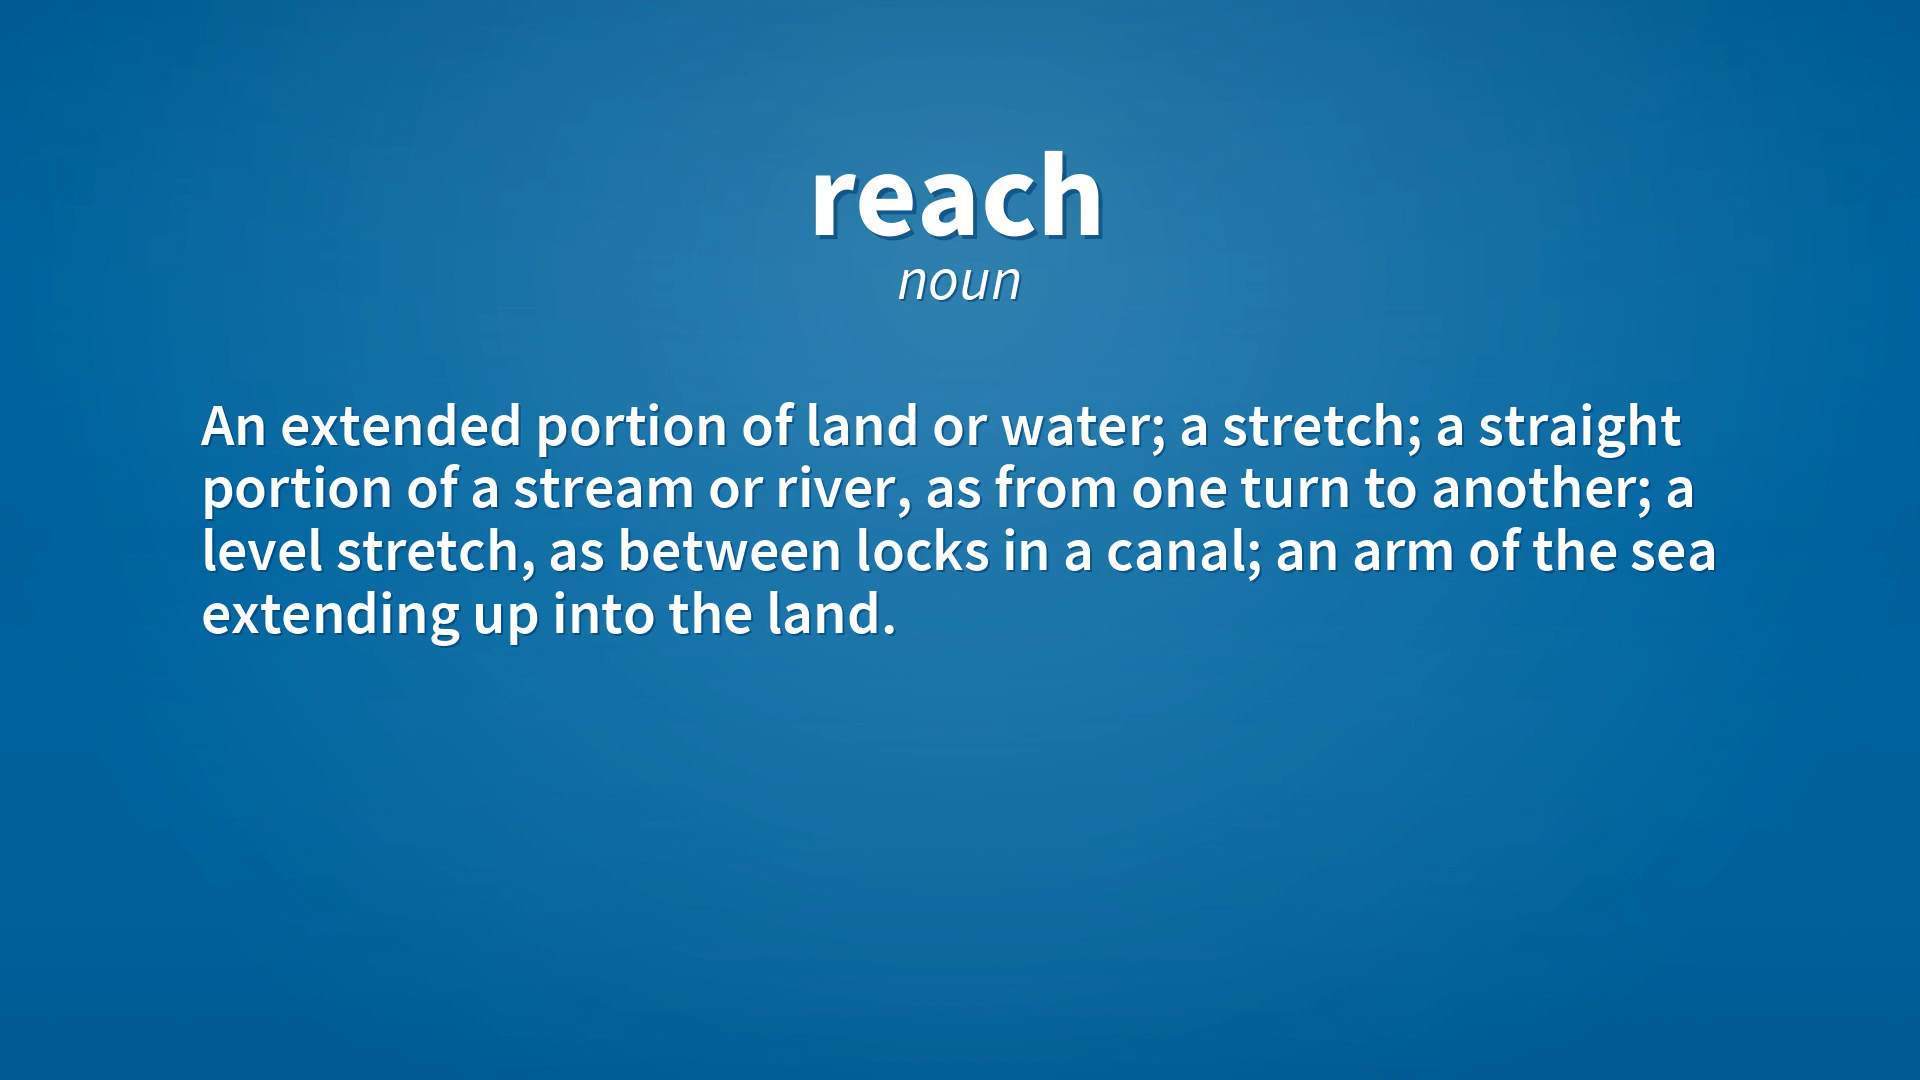 reach
noun
An extended portion of land or water; a stretch; a straight
portion of a stream or river, as from one turn to another; a
level stretch, as between locks in a canal; an arm of the sea
extending up into the land.